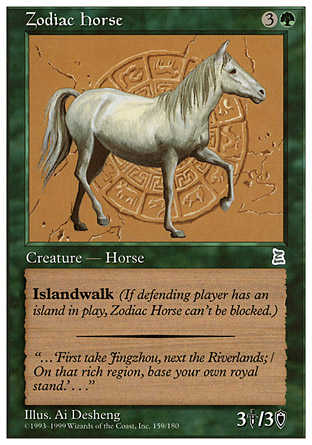 Zodiac Horse 3
Creature — Horse
Islandwalk (If defending player has an
island in play, Zodiac Horse can't be blocked.)
“…‘First take Jingzhou, next the Riverlands; /
On that rich region, base your own royal
stand.’ . . .”
Illus. Ai Desheng
©1993–1999 Wizards of the Coast, Inc. 159/180
3/3